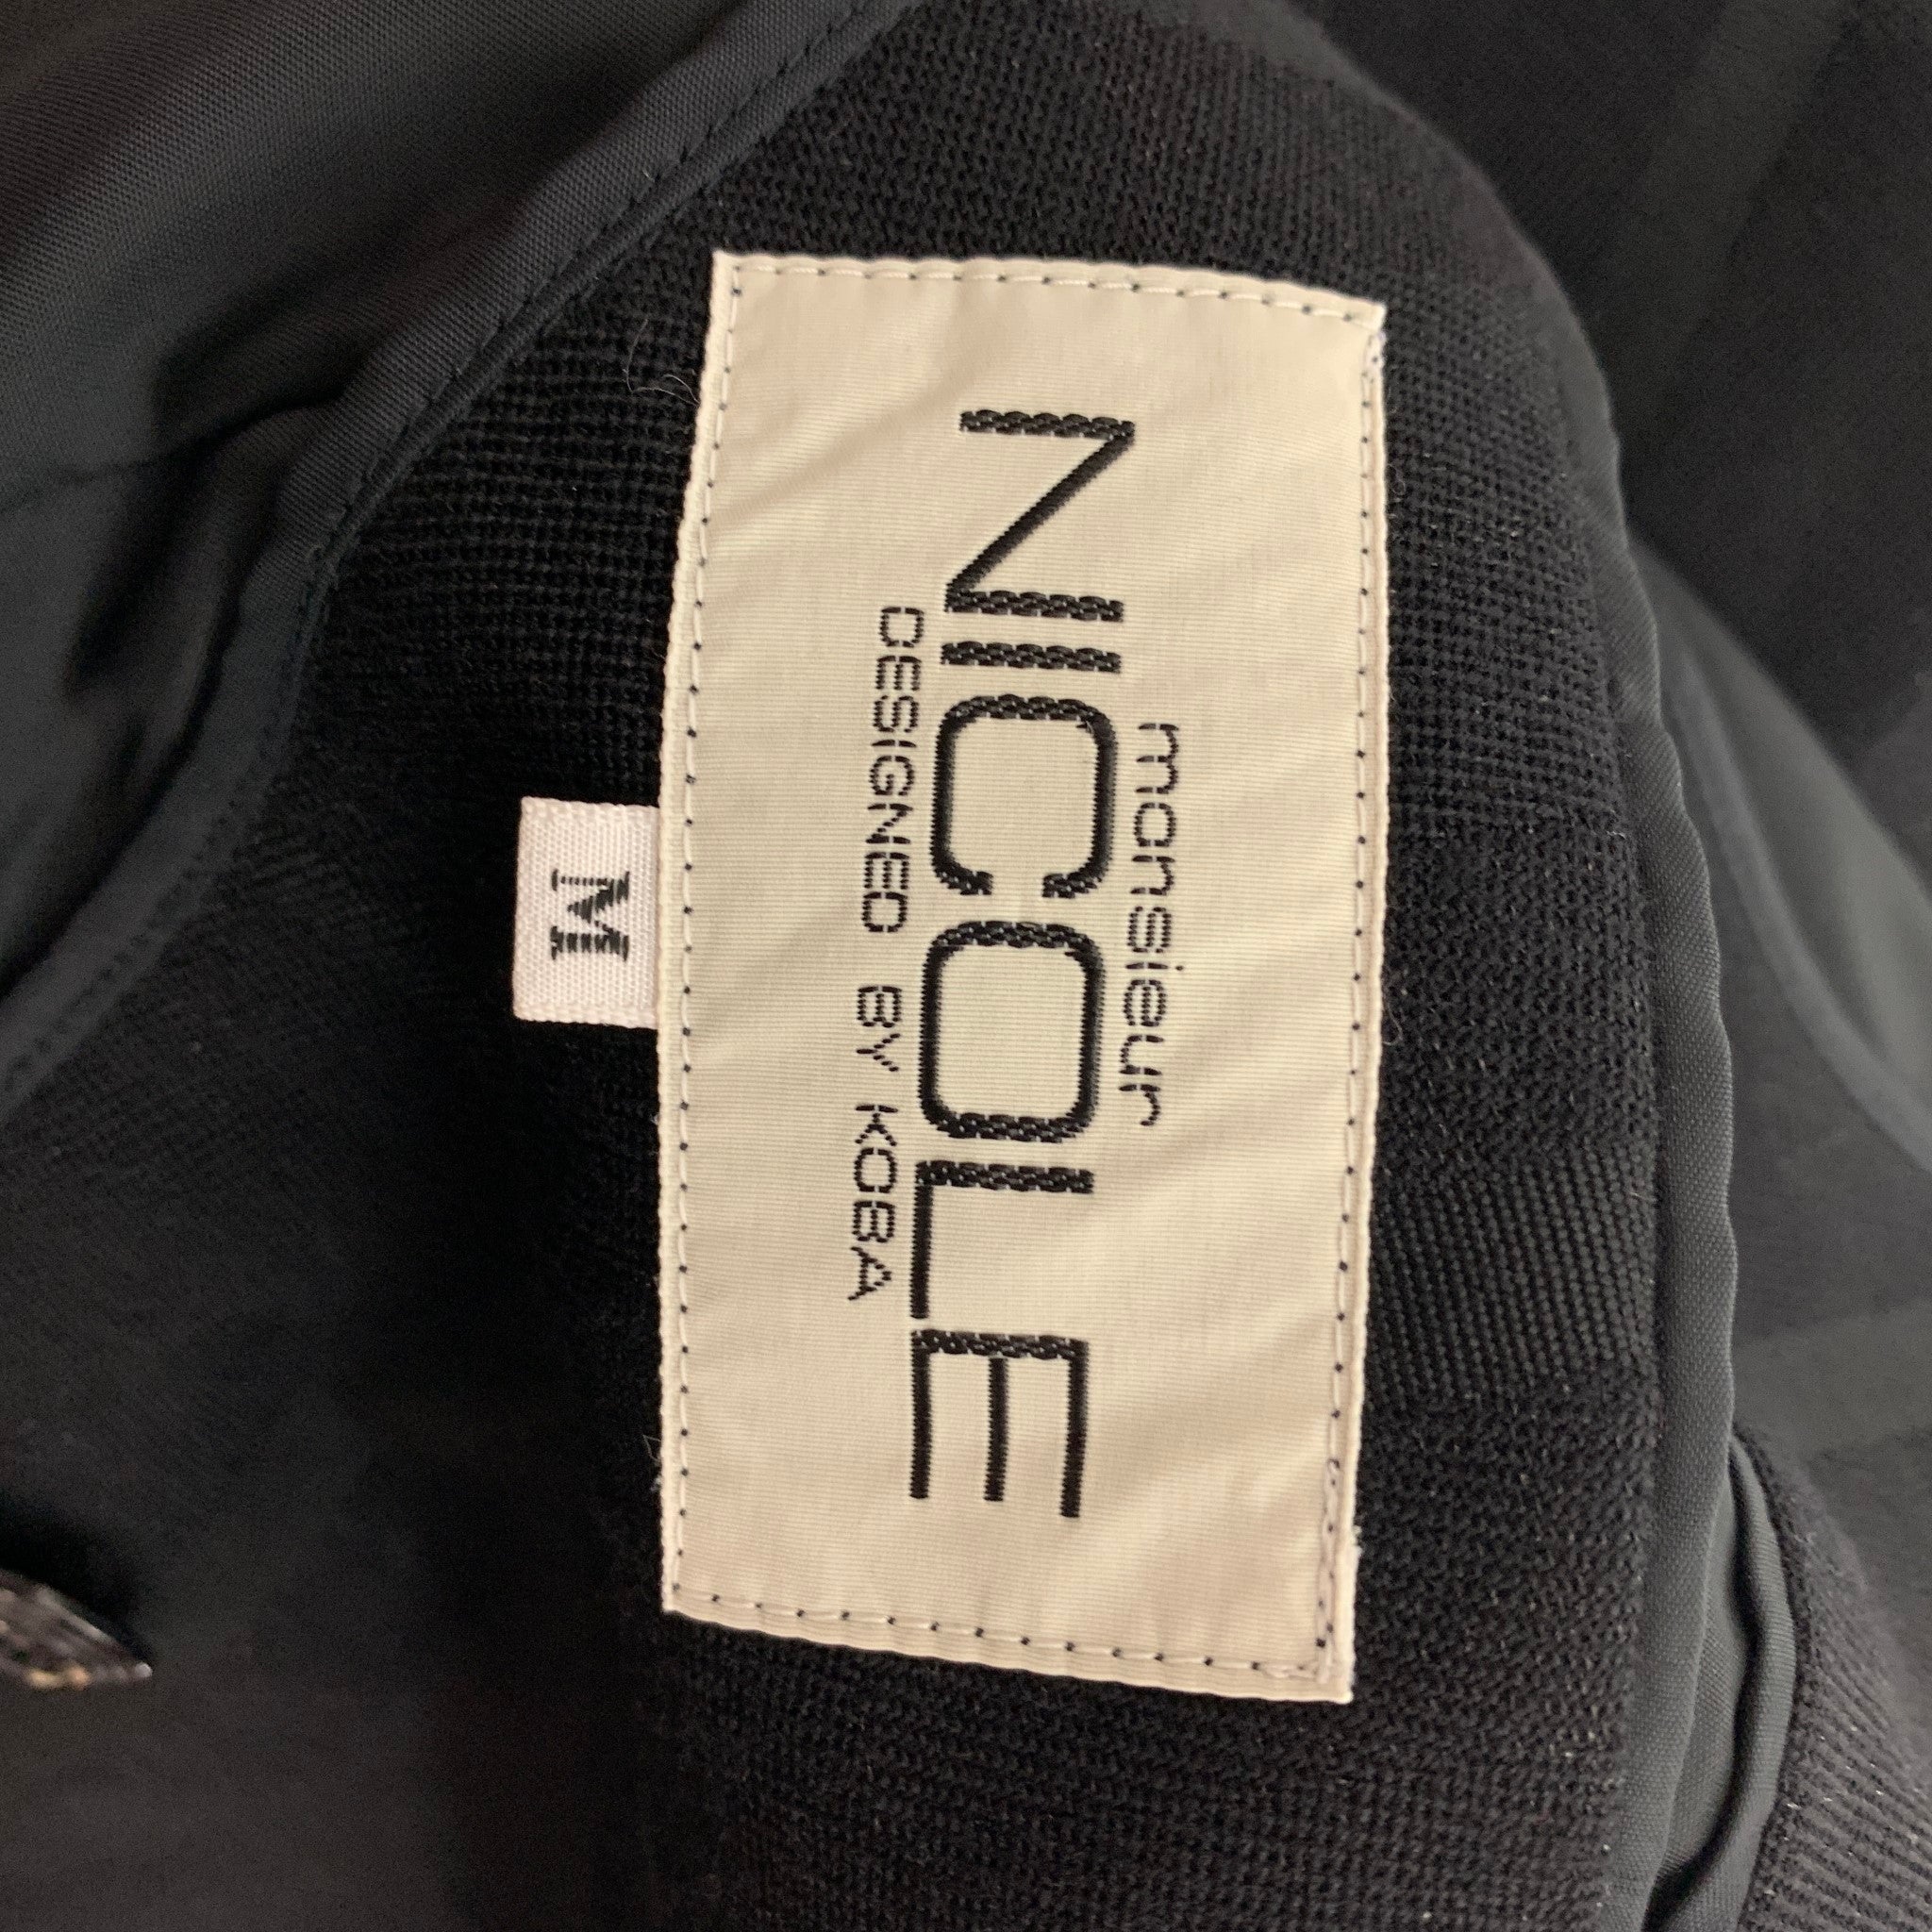 monsieur
NICOLE
DESIGNED BY KOBA
M